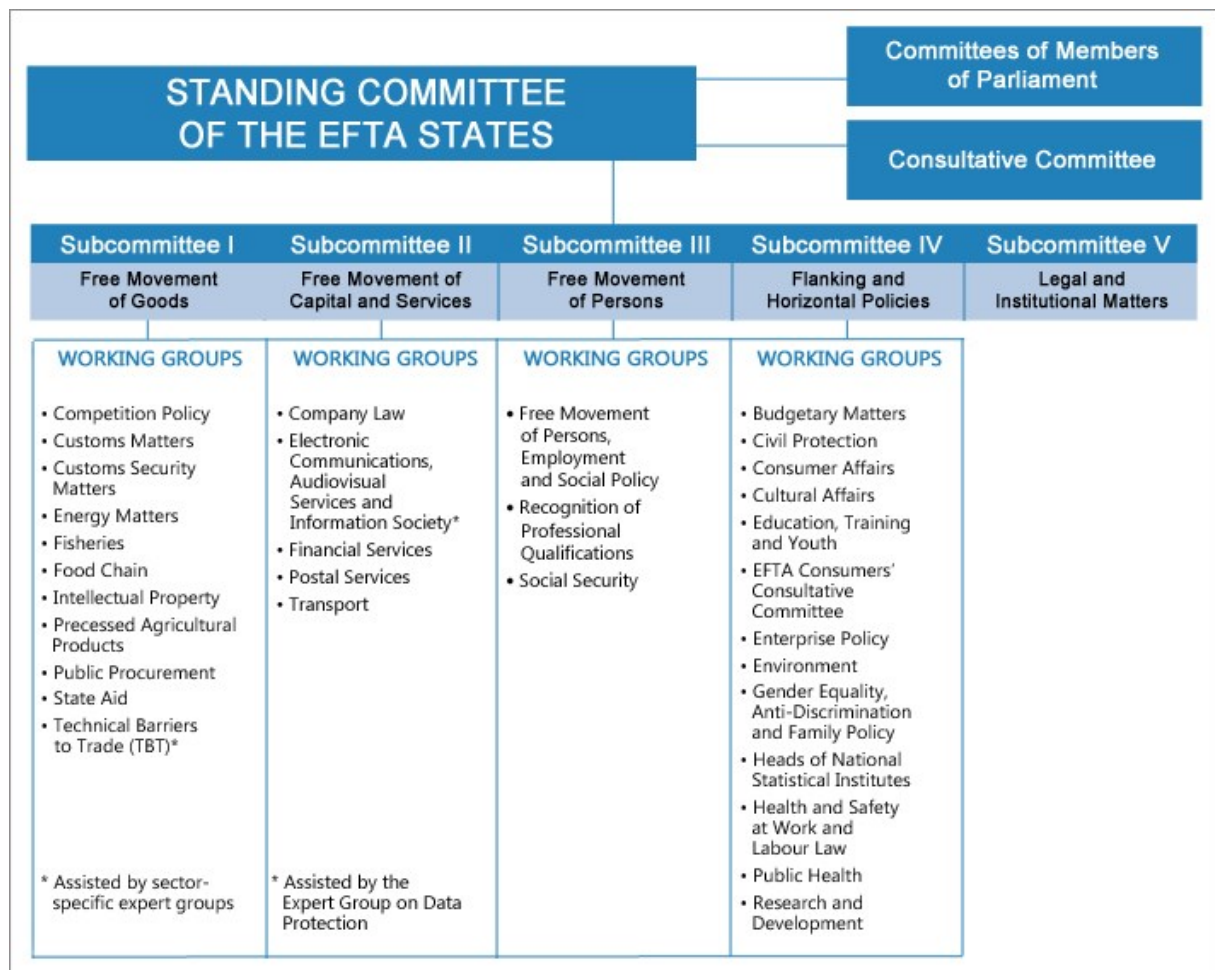 STANDING COMMITTEE
OF THE EFTA STATES
Committees of Members
of Parliament
Consultative Committee
Subcommittee I
Free Movement
of Goods
Subcommittee II
Free Movement of
Capital and Services
Subcommittee III
Free Movement
of Persons
Subcommittee IV
Flanking and
Horizontal Policies
Subcommittee V
Legal and
Institutional Matters
WORKING GROUPS
• Competition Policy
• Customs Matters
• Customs Security
Matters
• Energy Matters
• Fisheries
• Food Chain
• Intellectual Property
• Precessed Agricultural
Products
• Public Procurement
• State Aid
• Technical Barriers
to Trade (TBT)*
* Assisted by sector-
specific expert groups
WORKING GROUPS
• Company Law
• Electronic
Communications,
Audiovisual
Services and
Information Society*
• Financial Services
• Postal Services
• Transport
* Assisted by the
Expert Group on Data
Protection
WORKING GROUPS
• Free Movement
of Persons,
Employment
and Social Policy
• Recognition of
Professional
Qualifications
• Social Security
WORKING GROUPS
• Budgetary Matters
• Civil Protection
• Consumer Affairs
• Cultural Affairs
• Education, Training
and Youth
• EFTA Consumers’
Consultative
Committee
• Enterprise Policy
• Environment
• Gender Equality,
Anti-Discrimination
and Family Policy
• Heads of National
Statistical Institutes
• Health and Safety
at Work and
Labour Law
• Public Health
• Research and
Development